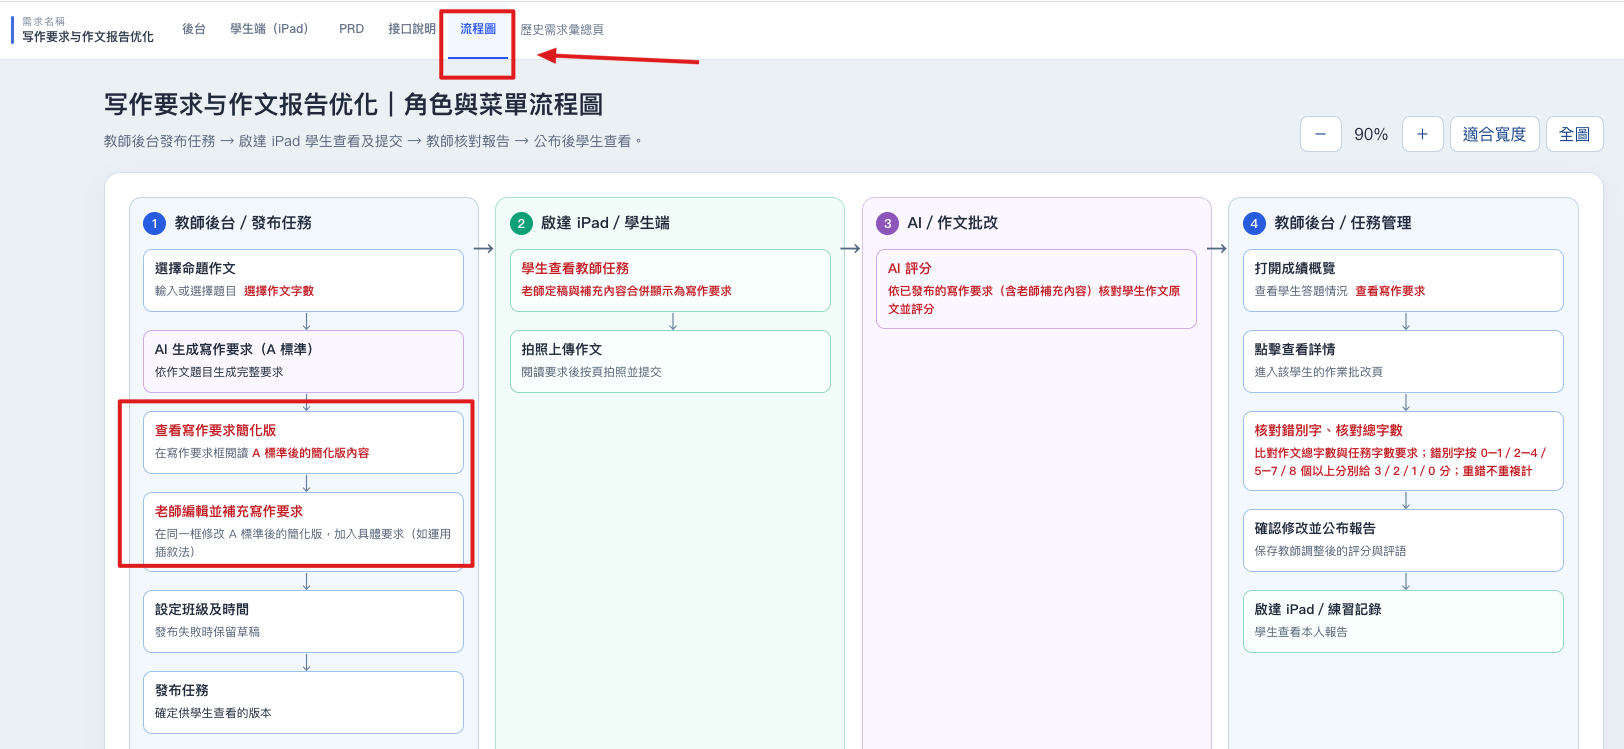 需求名稱
写作要求与作文报告优化
後台
學生端（iPad）
PRD
接口說明
流程圖
歷史需求彙總頁
写作要求与作文报告优化｜角色與菜單流程圖
教師後台發布任務 → 啟達 iPad 學生查看及提交 → 教師核對報告 → 公布後學生查看。
− 90% + 適合寬度 全圖
1 教師後台 / 發布任務
選擇命題作文
輸入或選擇題目 選擇作文字數
AI 生成寫作要求（A 標準）
依作文題目生成完整要求
查看寫作要求簡化版
在寫作要求框閱讀 A 標準後的簡化版內容
老師編輯並補充寫作要求
在同一框修改 A 標準後的簡化版，加入具體要求（如運用
插敘法）
設定班級及時間
發布失敗時保留草稿
發布任務
確定供學生查看的版本
2 啟達 iPad / 學生端
學生查看教師任務
老師定稿與補充內容合併顯示為寫作要求
拍照上傳作文
閱讀要求後按頁拍照並提交
3 AI / 作文批改
AI 評分
依已發布的寫作要求（含老師補充內容）核對學生作文原
文並評分
4 教師後台 / 任務管理
打開成績概覽
查看學生答題情況 查看寫作要求
點擊查看詳情
進入該學生的作業批改頁
核對錯別字、核對總字數
比對作文總字數與任務字數要求；錯別字按 0—1 / 2—4 /
5—7 / 8 個以上分別給 3 / 2 / 1 / 0 分；重錯不重複計
確認修改並公布報告
保存教師調整後的評分與評語
啟達 iPad / 練習記錄
學生查看本人報告